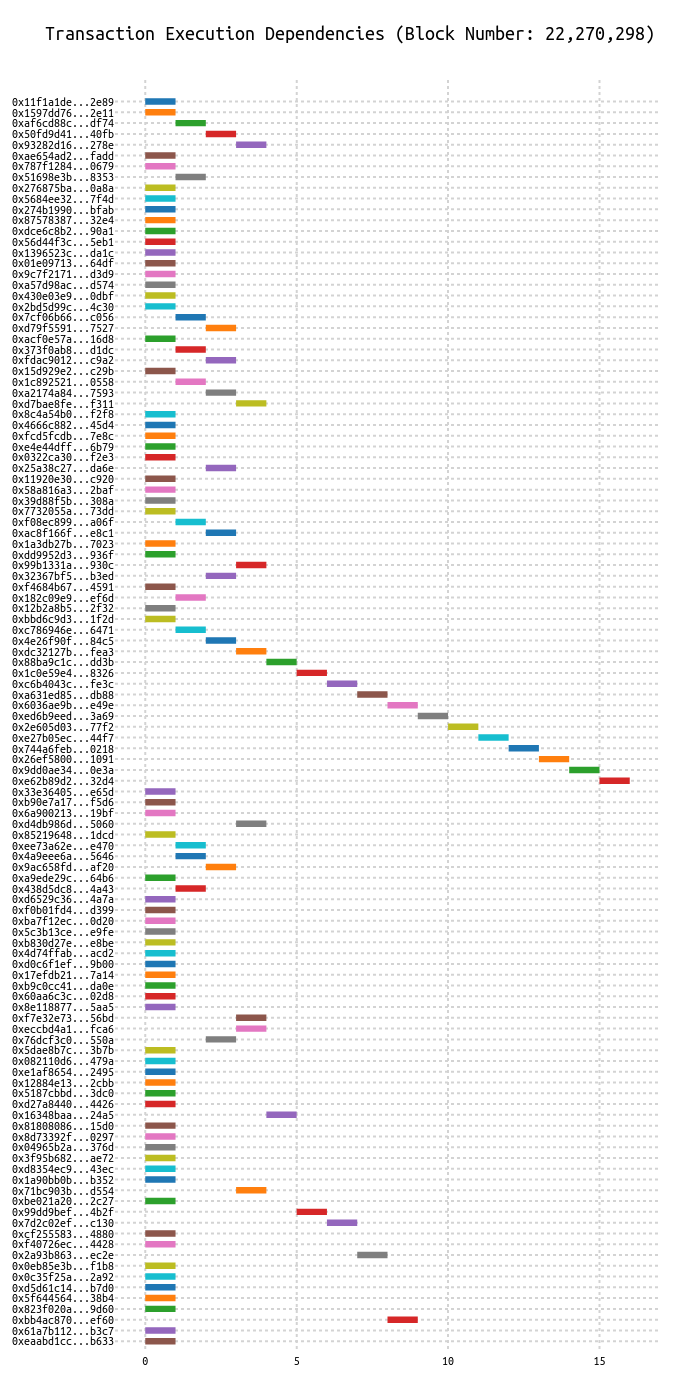 Transaction Execution Dependencies (Block Number: 22,270,298)
0x11f1a1de...2e89
0x1597dd76...2e11
0xaf6cd88c...df74
0x50fd9d41...40fb
0x93282d16...278e
0xae654ad2...fadd
0x787f1284...0679
0x51698e3b...8353
0x276875ba...0a8a
0x5684ee32...7f4d
0x274b1990...bfab
0x87578387...32e4
0xdce6c8b2...90a1
0x56d44f3c...5eb1
0x1396523c...da1c
0x01e09713...64df
0x9c7f2171...d3d9
0xa57d98ac...d574
0x430e03e9...0dbf
0x2bd5d99c...4c30
0x7cf06b66...c056
0xd79f5591...7527
0xacf0e57a...16d8
0x373f0ab8...d1dc
0xfdac9012...c9a2
0x15d929e2...c29b
0x1c892521...0558
0xa2174a84...7593
0xd7bae8fe...f311
0x8c4a54b0...f2f8
0x4666c882...45d4
0xfcd5fcdb...7e8c
0xe4e44dff...6b79
0x0322ca30...f2e3
0x25a38c27...da6e
0x11920e30...c920
0x58a816a3...2baf
0x39d88f5b...308a
0x7732055a...73dd
0xf08ec899...a06f
0xac8f166f...e8c1
0x1a3db27b...7023
0xdd9952d3...936f
0x99b1331a...930c
0x32367bf5...b3ed
0xf4684b67...4591
0x182c09e9...ef6d
0x12b2a8b5...2f32
0xbbd6c9d3...1f2d
0xc786946e...6471
0x4e26f90f...84c5
0xdc32127b...fea3
0x88ba9c1c...dd3b
0x1c0e59e4...8326
0xc6b4043c...fe3c
0xa631ed85...db88
0x6036ae9b...e49e
0xed6b9eed...3a69
0x2e605d03...77f2
0xe27b05ec...44f7
0x744a6feb...0218
0x26ef5800...1091
0x9dd0ae34...0e3a
0xe62b89d2...32d4
0x33e36405...e65d
0xb90e7a17...f5d6
0x6a900213...19bf
0xd4db986d...5060
0x85219648...1dcd
0xee73a62e...e470
0x4a9eee6a...5646
0x9ac658fd...af20
0xa9ede29c...64b6
0x438d5dc8...4a43
0xd6529c36...4a7a
0xf0b01fd4...d399
0xba7f12ec...0d20
0x5c3b13ce...e9fe
0xb830d27e...e8be
0x4d74ffab...acd2
0xd0c6f1ef...9b00
0x17efdb21...7a14
0xb9c0cc41...da0e
0x60aa6c3c...02d8
0x8e118877...5aa5
0xf7e32e73...56bd
0xeccbd4a1...fca6
0x76dcf3c0...550a
0x5dae8b7c...3b7b
0x082110d6...479a
0xe1af8654...2495
0x12884e13...2cbb
0x5187cbbd...3dc0
0xd27a8440...4426
0x16348baa...24a5
0x81808086...15d0
0x8d73392f...0297
0x04965b2a...376d
0x3f95b682...ae72
0xd8354ec9...43ec
0x1a90bb0b...b352
0x71bc903b...d554
0xbe021a20...2c27
0x99dd9bef...4b2f
0x7d2c02ef...c130
0xcf255583...4880
0xf40726ec...4428
0x2a93b863...ec2e
0x0eb85e3b...f1b8
0x0c35f25a...2a92
0xd5d61c14...b7d0
0x5f644564...38b4
0x823f020a...9d60
0xbb4ac870...ef60
0x61a7b112...b3c7
0xeaabd1cc...b633
0 5 10 15